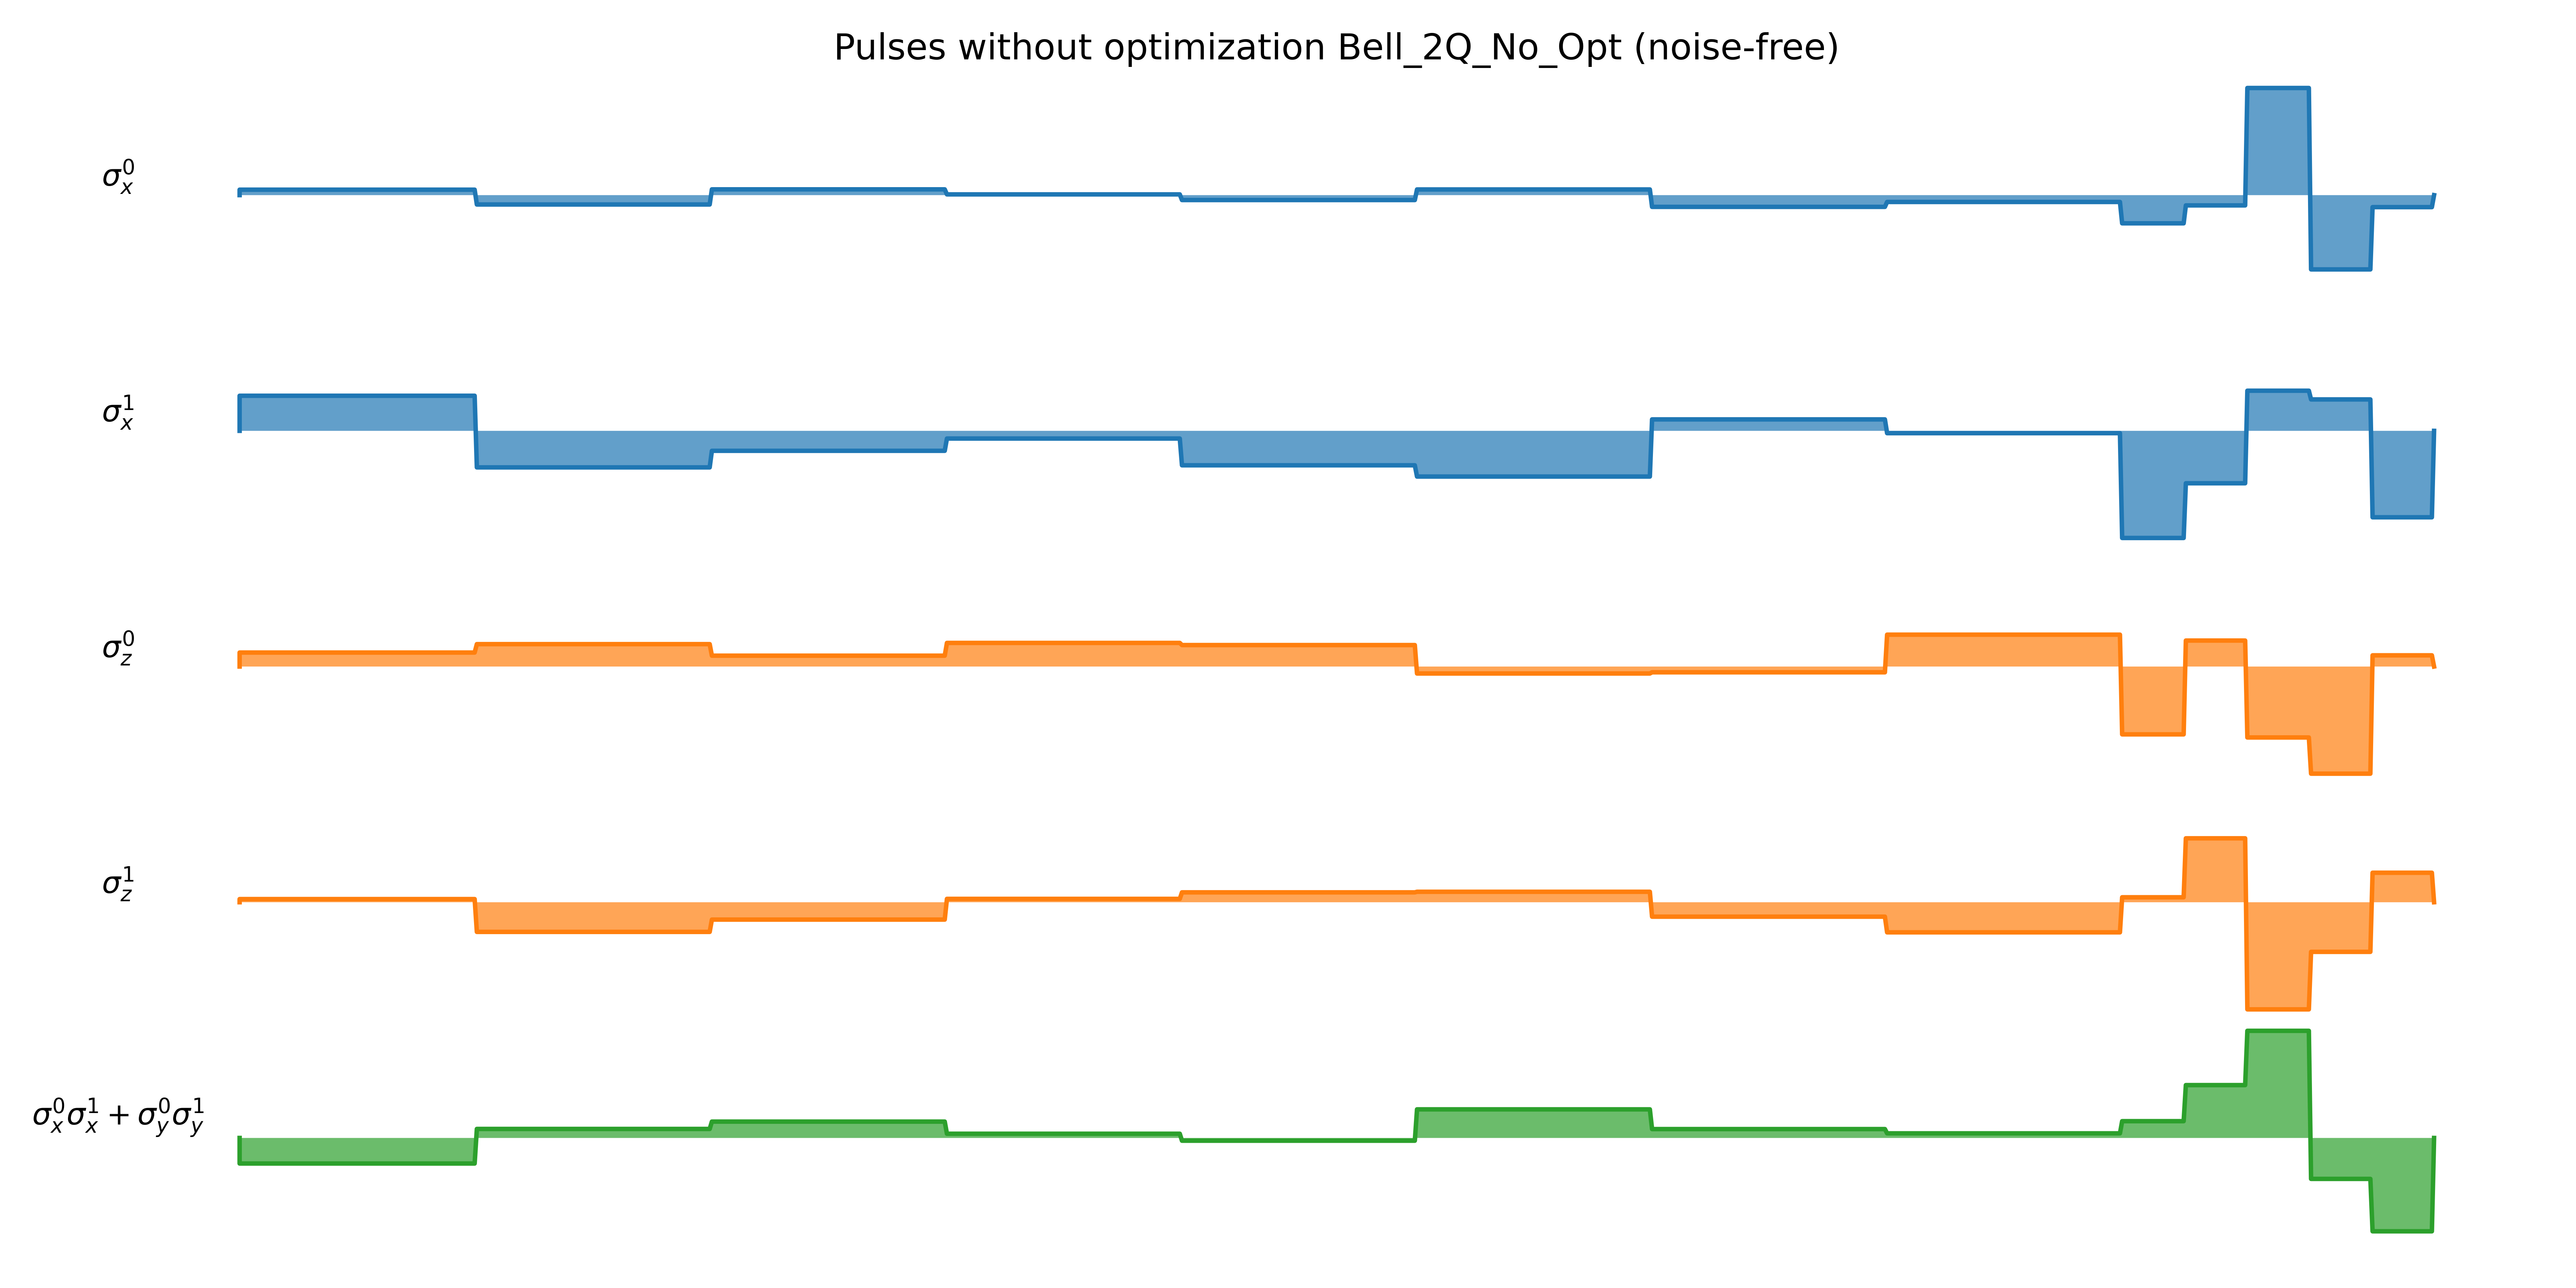 Pulses without optimization Bell_2Q_No_Opt (noise-free)
σ_x^0
σ_x^1
σ_z^0
σ_z^1
σ_x^0σ_x^1 + σ_y^0σ_y^1